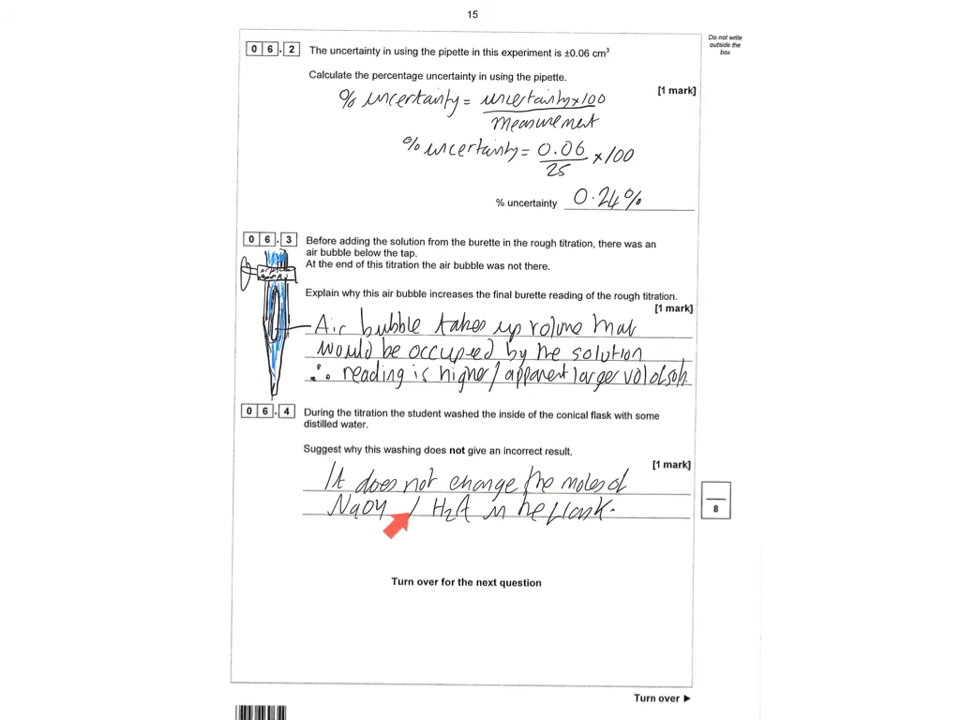 15
Do not write
outside the
box
0 6 . 2 The uncertainty in using the pipette in this experiment is ±0.06 cm³
Calculate the percentage uncertainty in using the pipette.
[1 mark]
% uncertainty = uncertainty × 100
measurement
% uncertainty = 0.06 × 100
25
% uncertainty 0.24%
0 6 . 3 Before adding the solution from the burette in the rough titration, there was an
air bubble below the tap.
At the end of this titration the air bubble was not there.
Explain why this air bubble increases the final burette reading of the rough titration.
[1 mark]
Air bubble takes up volume that
would be occupied by the solution
∴ reading is higher / apparent larger vol of soln.
0 6 . 4 During the titration the student washed the inside of the conical flask with some
distilled water.
Suggest why this washing does not give an incorrect result.
[1 mark]
It does not change the moles of
NaOH / H₂A in the flask.
8
Turn over for the next question
Turn over ►